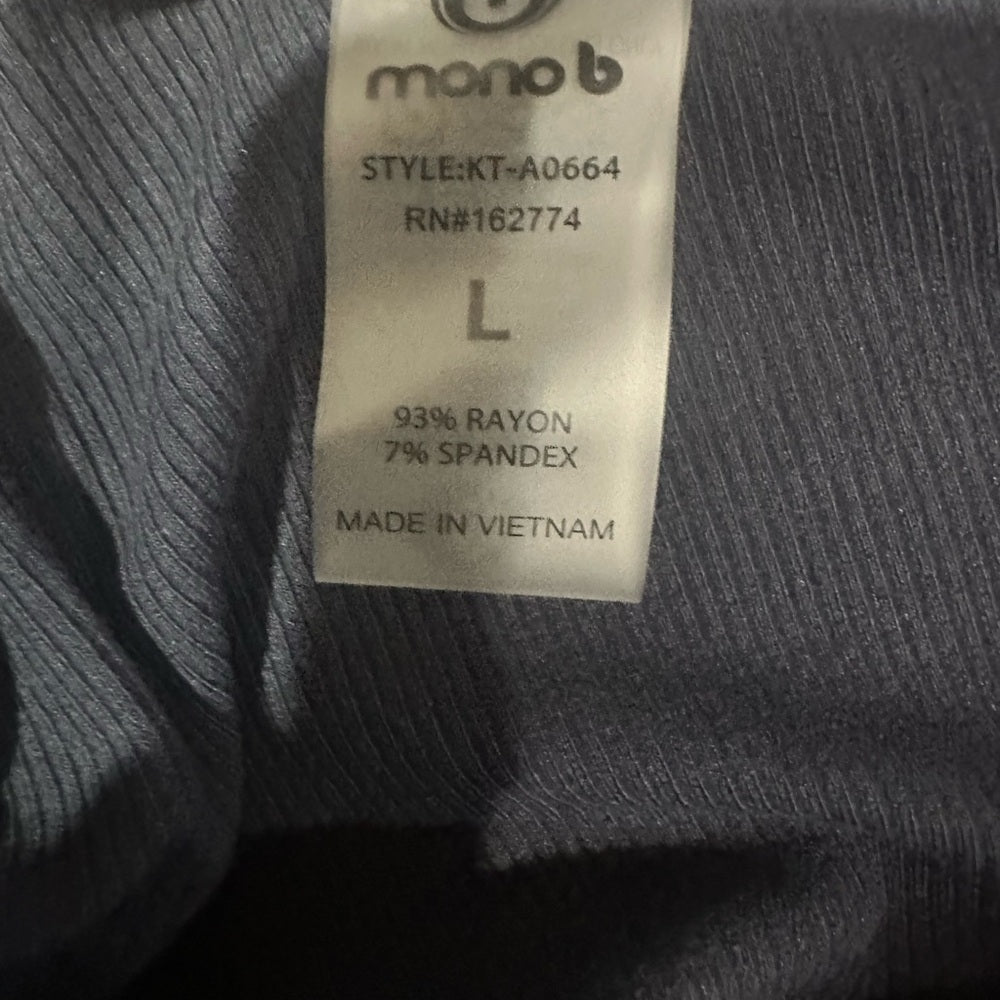 mono b
STYLE:KT-A0664
RN#162774
L
93% RAYON
7% SPANDEX
MADE IN VIETNAM